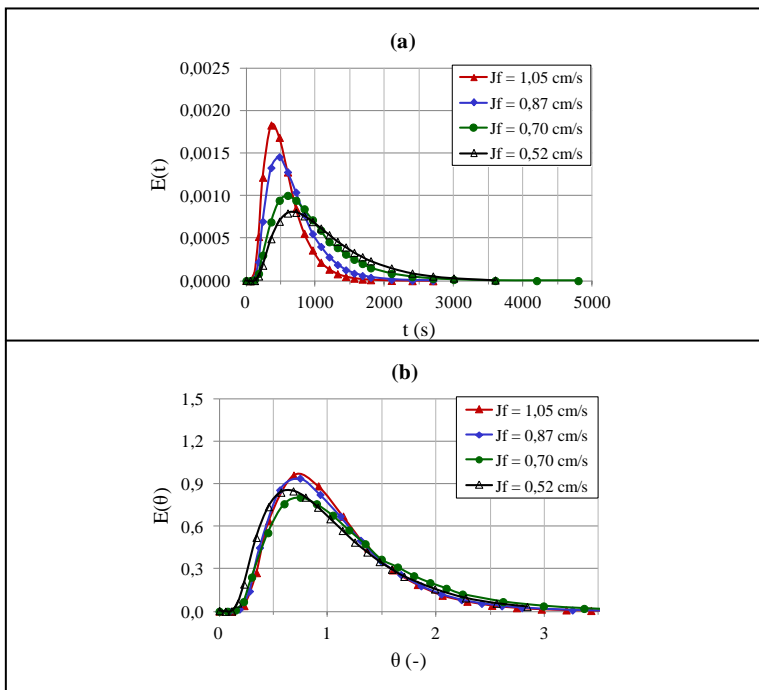 (a)
E(t)
0,0025
0,0020
0,0015
0,0010
0,0005
0,0000
0 1000 2000 3000 4000 5000
t (s)
Jf = 1,05 cm/s
Jf = 0,87 cm/s
Jf = 0,70 cm/s
Jf = 0,52 cm/s
(b)
E(θ)
1,5
1,2
0,9
0,6
0,3
0,0
0 1 2 3
θ (-)
Jf = 1,05 cm/s
Jf = 0,87 cm/s
Jf = 0,70 cm/s
Jf = 0,52 cm/s